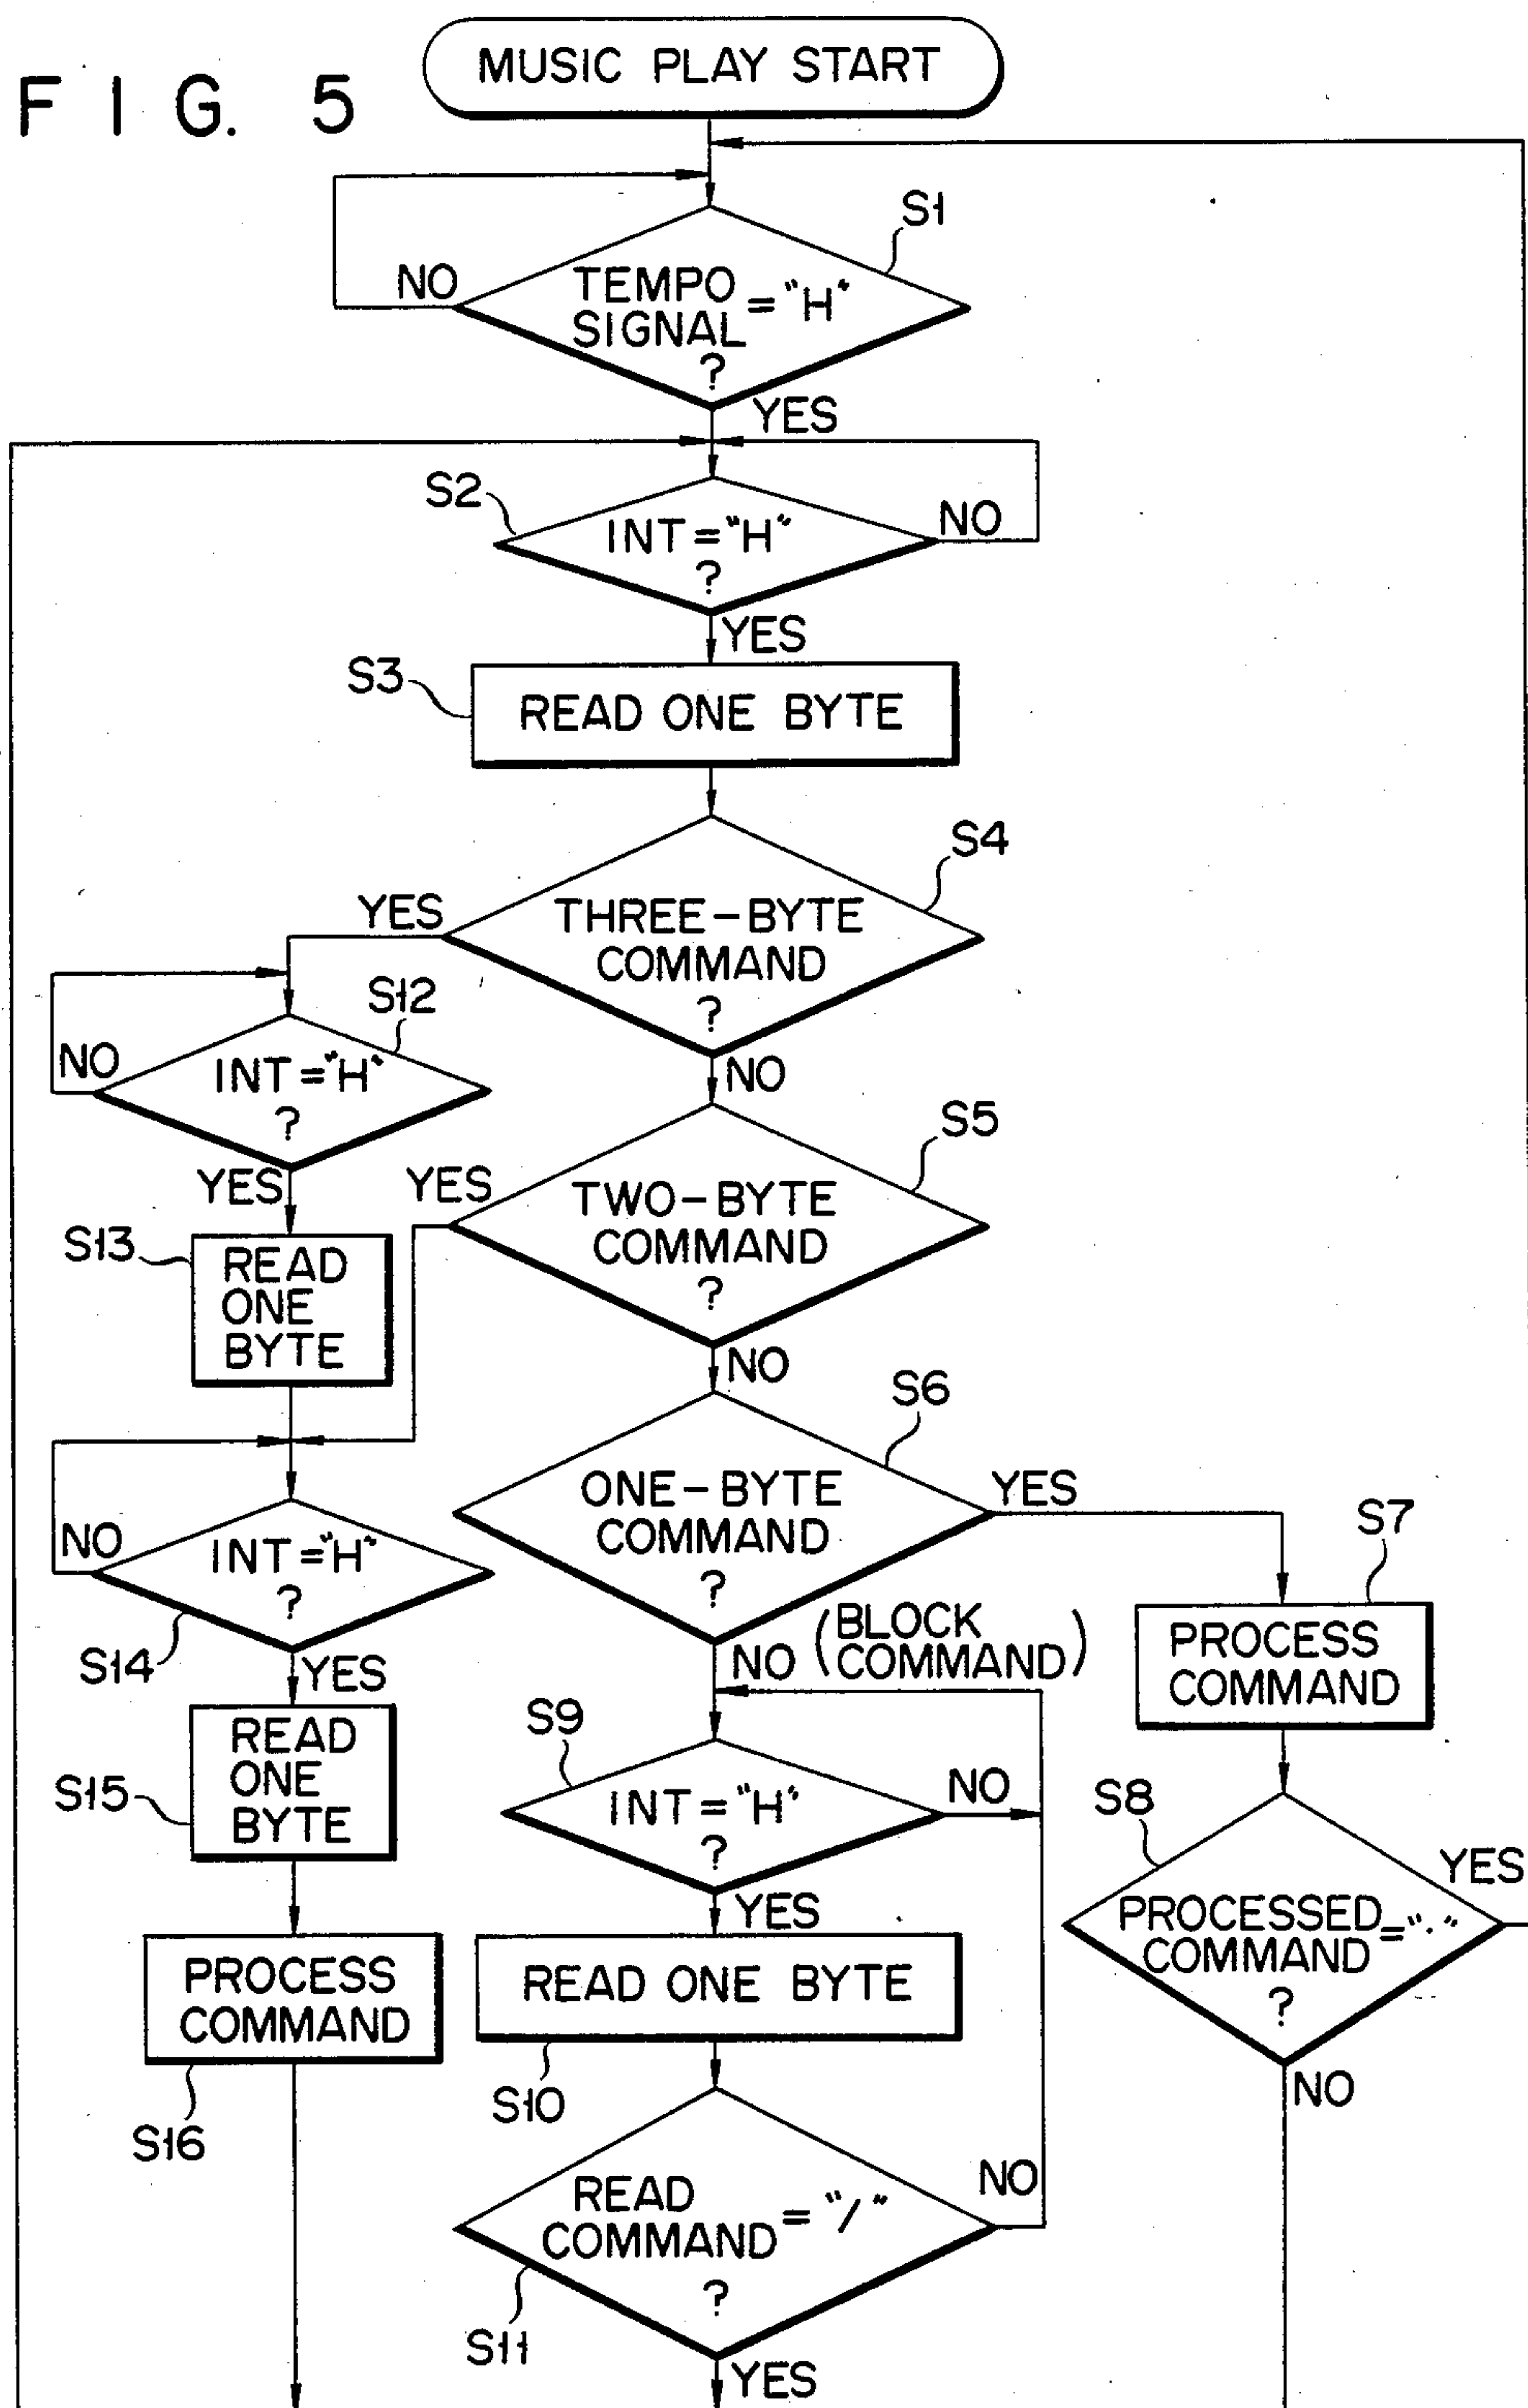 FIG. 5
MUSIC PLAY START
S1
NO
TEMPO
SIGNAL = "H"
?
YES
S2
INT = "H"
?
NO
YES
S3
READ ONE BYTE
S4
YES
THREE-BYTE
COMMAND
?
NO
S12
NO
INT = "H"
?
YES
S5
YES
TWO-BYTE
COMMAND
?
NO
S13
READ
ONE
BYTE
S6
ONE-BYTE
COMMAND
?
YES
NO (BLOCK
COMMAND)
S7
PROCESS
COMMAND
NO
INT = "H"
?
S14
YES
S9
INT = "H"
?
NO
YES
S15
READ
ONE
BYTE
S8
YES
PROCESSED
COMMAND = "."
?
NO
PROCESS
COMMAND
S16
READ ONE BYTE
S10
READ
COMMAND = "/"
?
NO
S11
YES